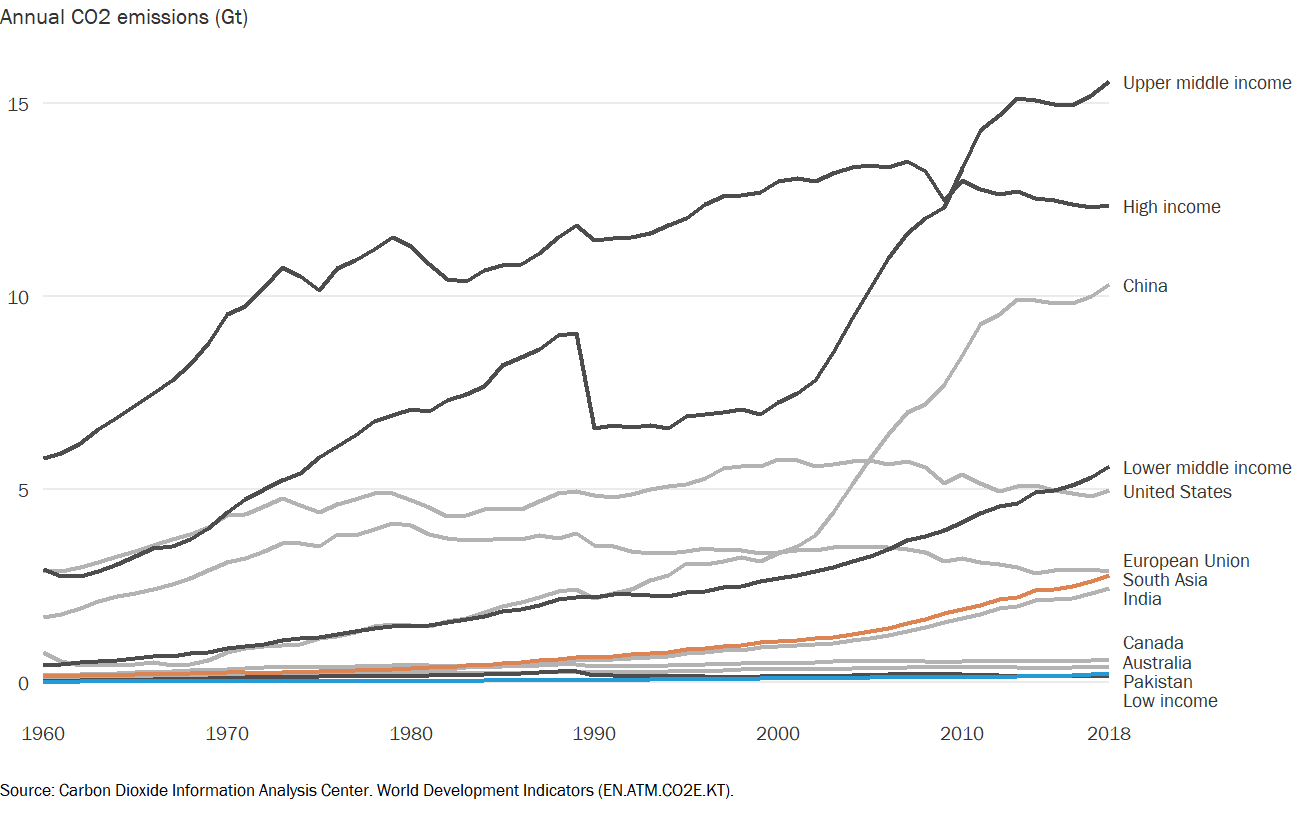 Annual CO2 emissions (Gt)
Upper middle income
15
High income
China
10
Lower middle income
5
United States
European Union
South Asia
India
Canada
Australia
0
Pakistan
Low income
1960 1970 1980 1990 2000 2010 2018
Source: Carbon Dioxide Information Analysis Center. World Development Indicators (EN.ATM.CO2E.KT).